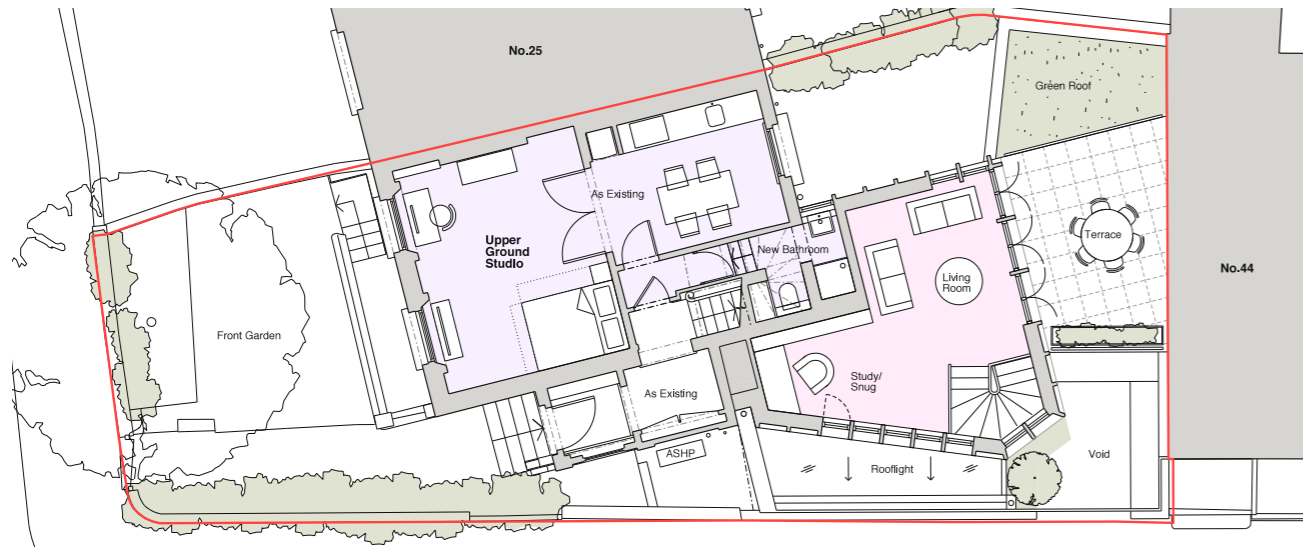 No.25
Green Roof
As Existing
Upper
Ground
Studio
New Bathroom
Terrace
No.44
Living
Room
Front Garden
Study/
Snug
As Existing
ASHP
Rooflight
Void